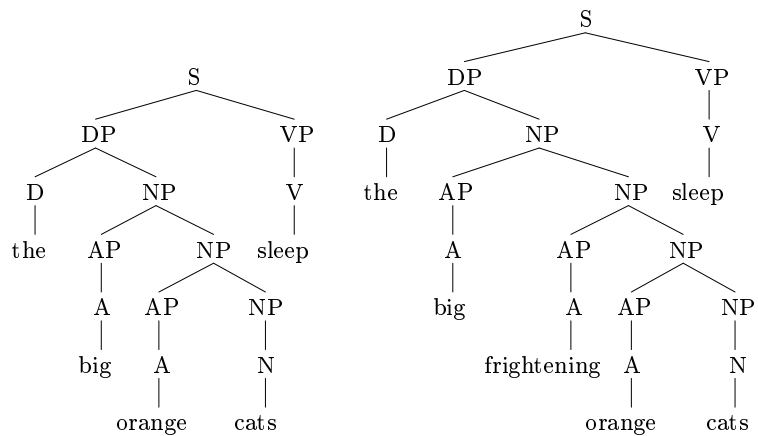 S
DP VP
D NP V
the AP NP sleep
A AP NP
big A N
orange cats
S
DP VP
D NP V
the AP NP sleep
A AP NP
big A AP NP
frightening A N
orange cats